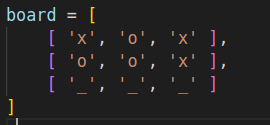 board = [
    [ 'x', 'o', 'x' ],
    [ 'o', 'o', 'x' ],
    [ '_', '_', '_' ]
]